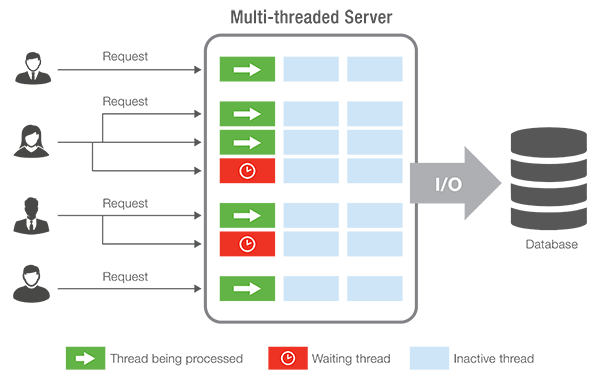 Multi-threaded Server
Request
Request
Request
Request
I/O
Database
Thread being processed
Waiting thread
Inactive thread